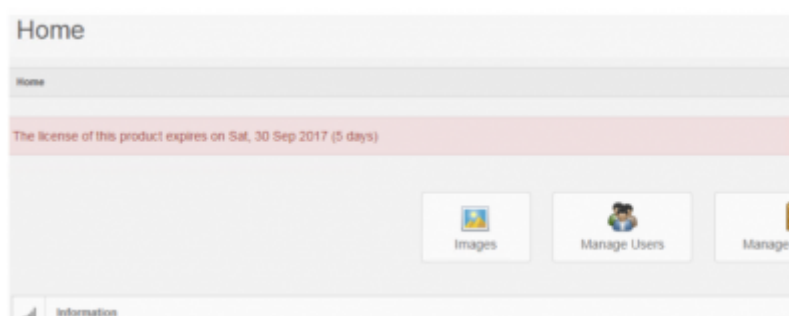 Home
Home
The license of this product expires on Sat, 30 Sep 2017 (5 days)
Images
Manage Users
Manage
Information